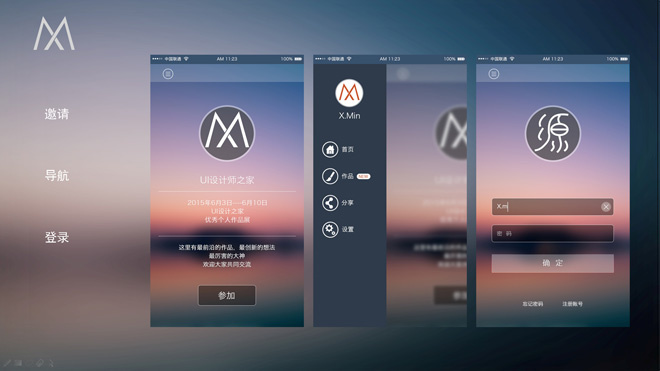 邀请
导航
登录
中国联通
AM 11:23
100%
UI设计师之家
2015年6月3日---6月10日
UI设计之家
优秀个人作品展
这里有最前沿的作品、最创新的想法
最厉害的大神
欢迎大家共同交流
参加
中国联通
AM 11:23
100%
X.Min
首页
作品
分享
设置
中国联通
AM 11:23
100%
源
X.m
密 码
确 定
忘记密码
注册账号